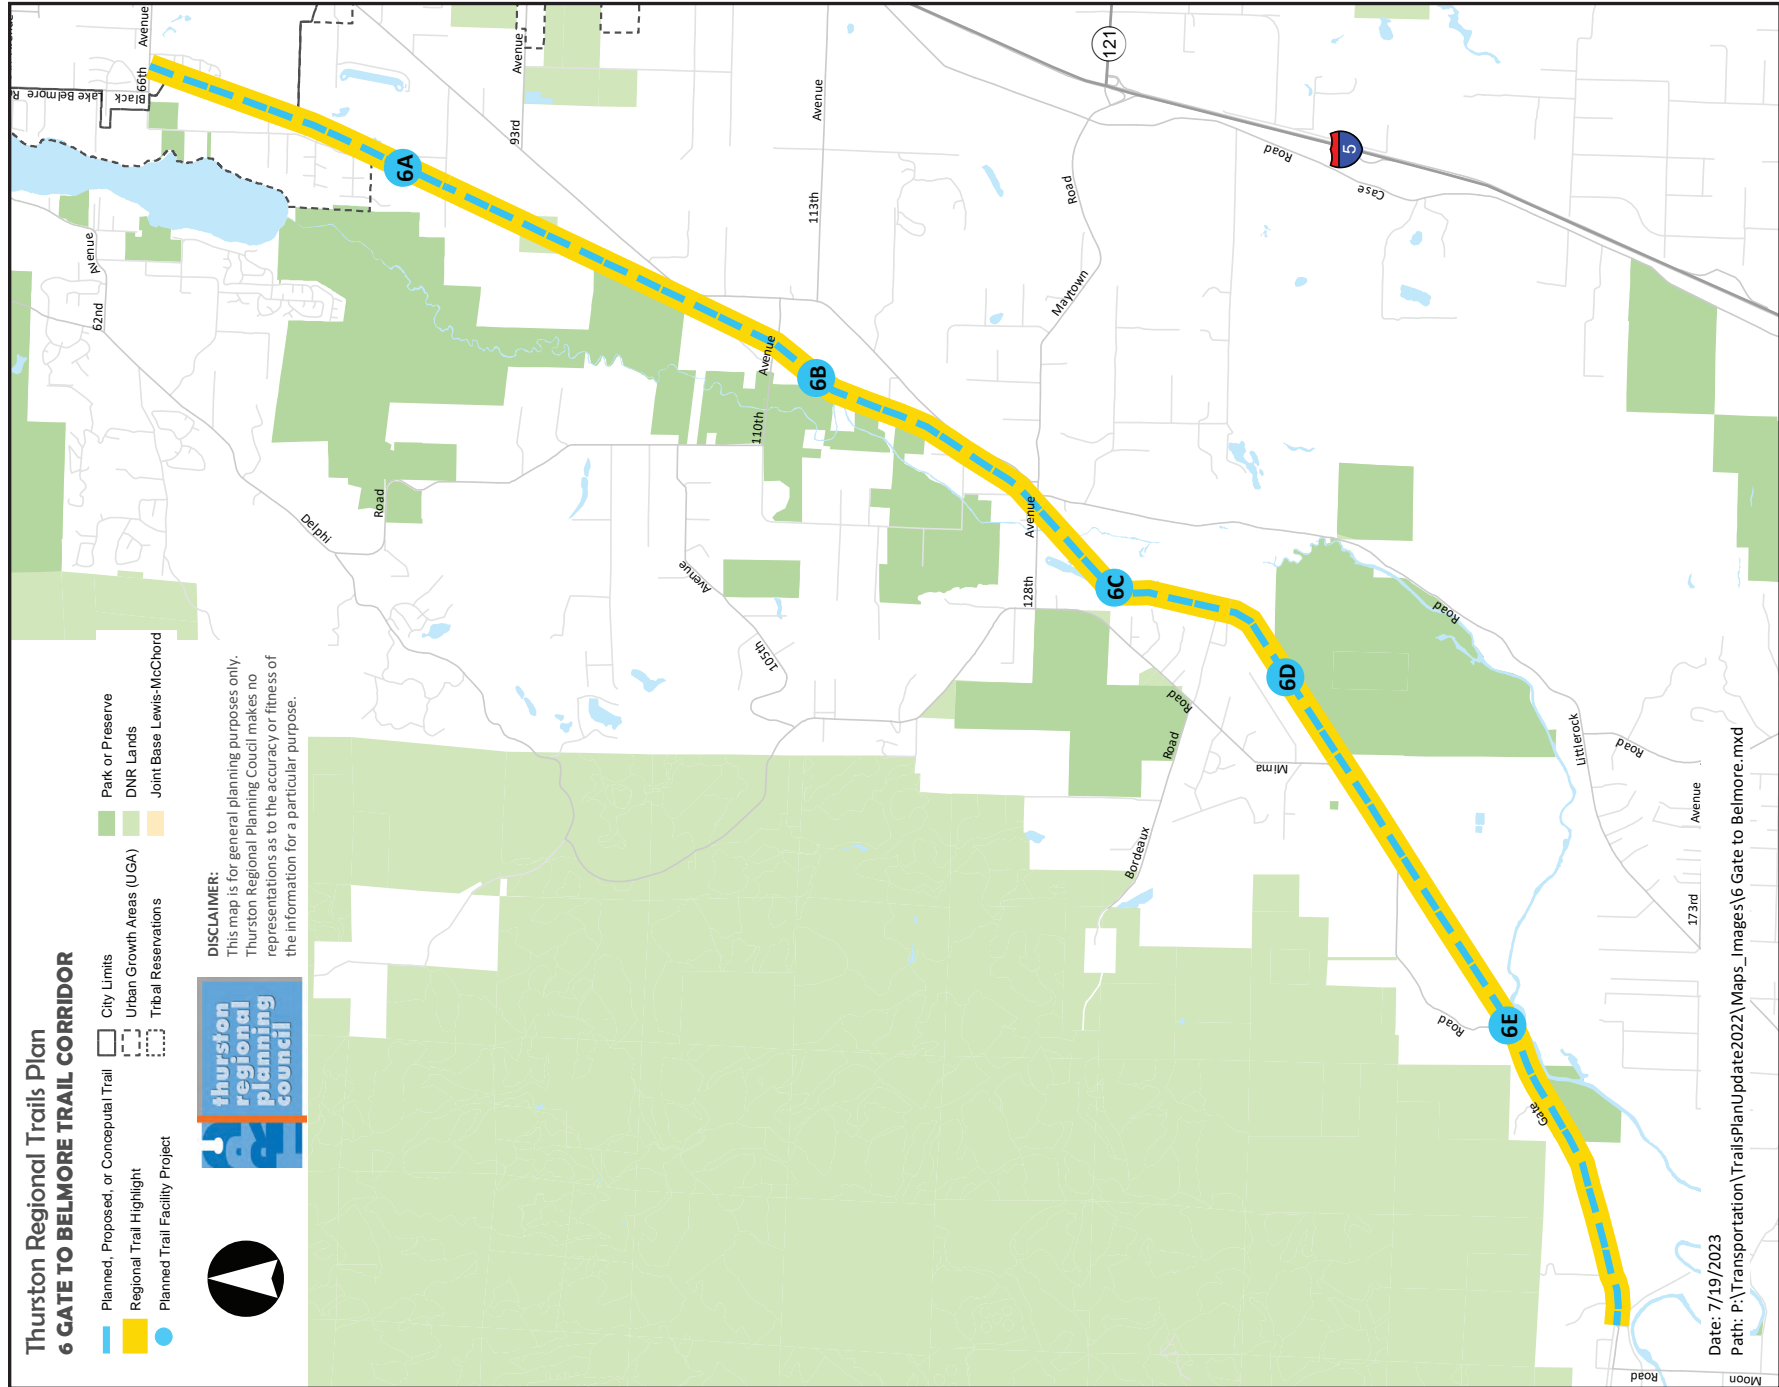 Thurston Regional Trails Plan
6 GATE TO BELMORE TRAIL CORRIDOR
Planned, Proposed, or Conceputal Trail
Regional Trail Highlight
Planned Trail Facility Project
City Limits
Urban Growth Areas (UGA)
Tribal Reservations
Park or Preserve
DNR Lands
Joint Base Lewis-McChord
thurston
regional
planning
council
TRPC
DISCLAIMER:
This map is for general planning purposes only.
Thurston Regional Planning Coucil makes no
representations as to the accuracy or fitness of
the information for a particular purpose.
62nd
Avenue
Black
Lake Belmore
66th
Avenue
6A
Delphi
Road
93rd
Avenue
105th
Avenue
110th
Avenue
6B
113th
Avenue
128th
Avenue
Maytown
Road
121
5
Case
Road
6C
Bordeaux
Road
Mima
Road
6D
Littlerock
Road
Road
173rd
Avenue
6E
Gate
Road
Moon
Road
Date: 7/19/2023
Path: P:\Transportation\TrailsPlanUpdate2022\Maps_Images\6 Gate to Belmore.mxd